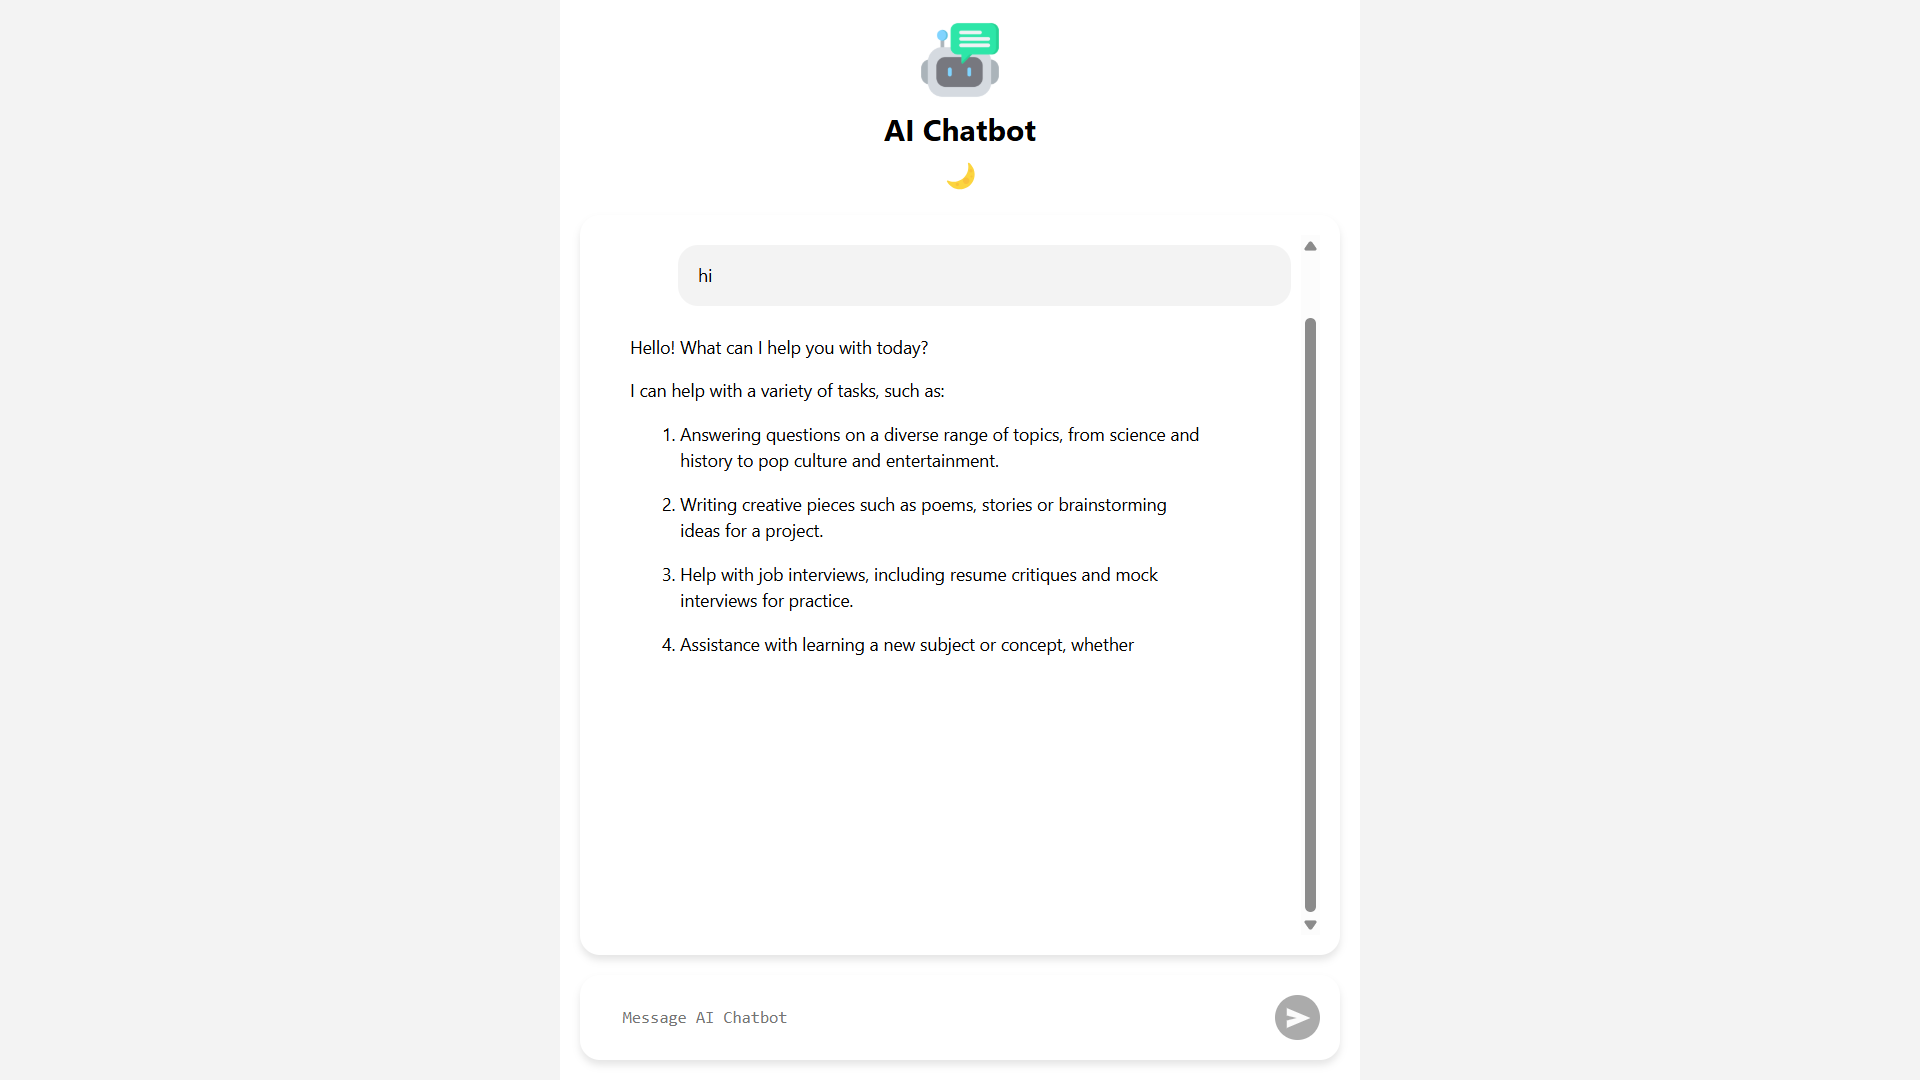 AI Chatbot
hi
Hello! What can I help you with today?
I can help with a variety of tasks, such as:
1. Answering questions on a diverse range of topics, from science and
history to pop culture and entertainment.
2. Writing creative pieces such as poems, stories or brainstorming
ideas for a project.
3. Help with job interviews, including resume critiques and mock
interviews for practice.
4. Assistance with learning a new subject or concept, whether
Message AI Chatbot